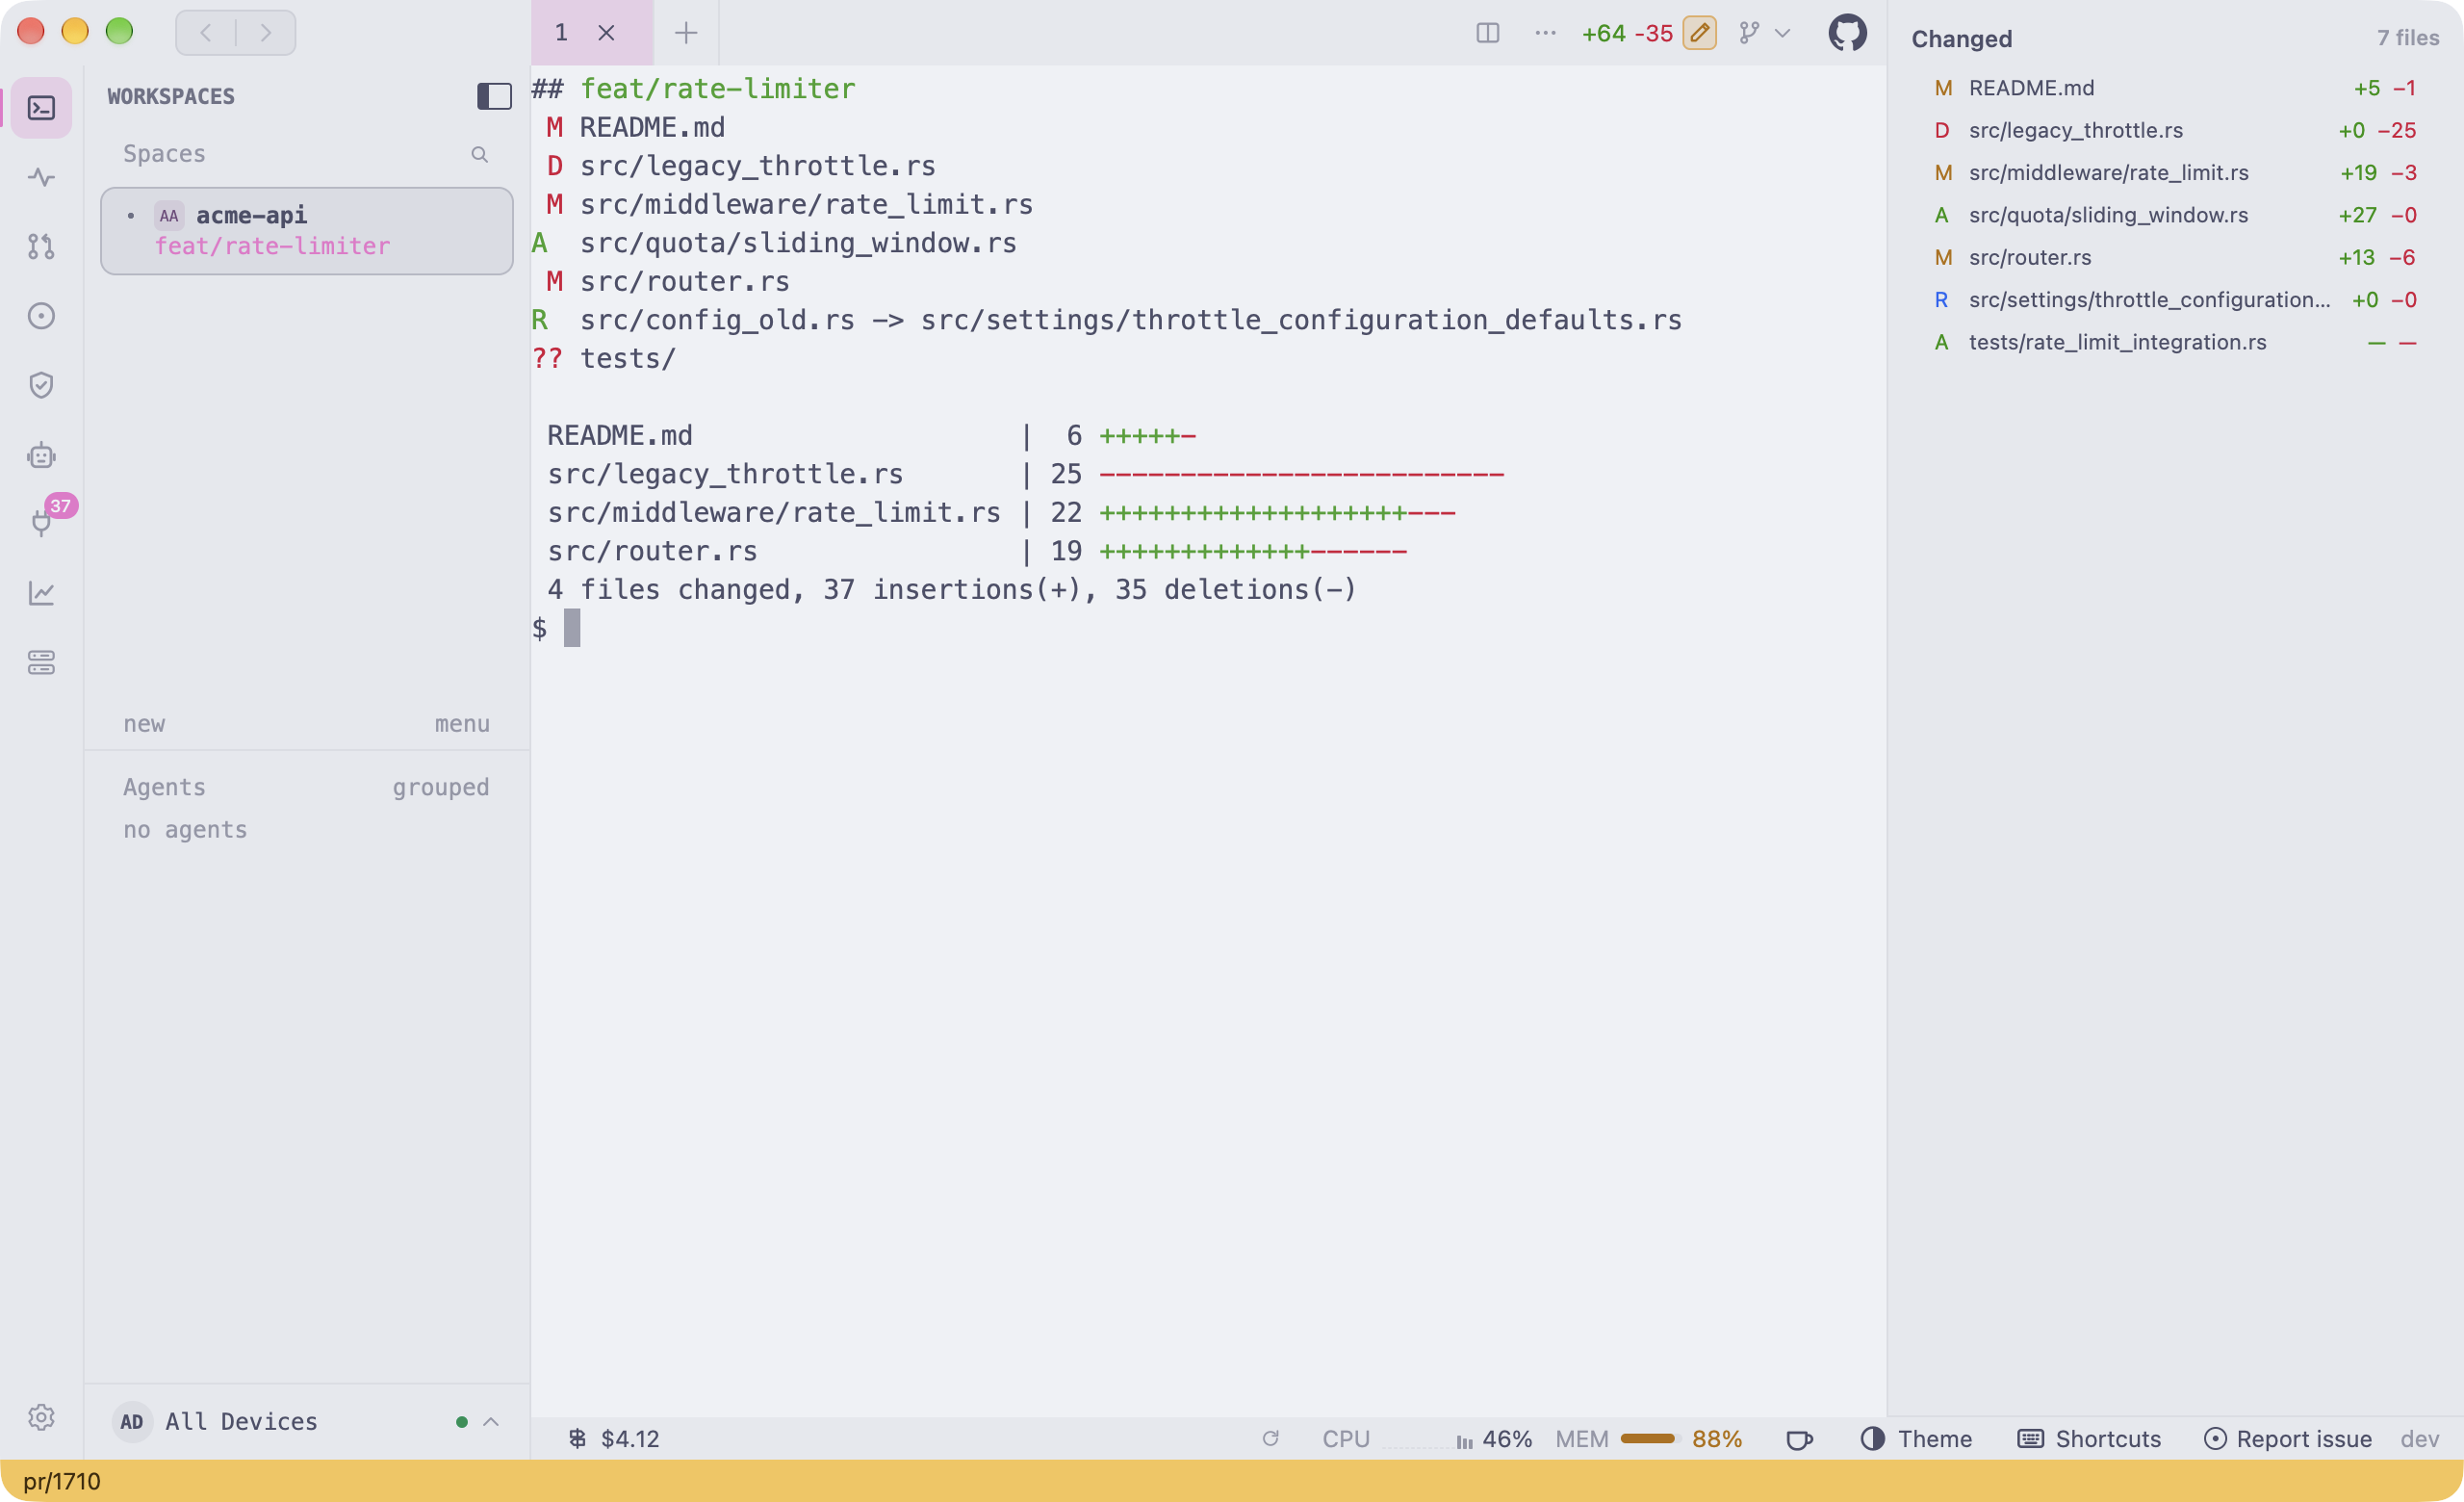 1
+64 -35
WORKSPACES
Spaces
AA acme-api
feat/rate-limiter
37
new menu
Agents grouped
no agents
AD All Devices
## feat/rate-limiter
M README.md
D src/legacy_throttle.rs
M src/middleware/rate_limit.rs
A src/quota/sliding_window.rs
M src/router.rs
R src/config_old.rs -> src/settings/throttle_configuration_defaults.rs
?? tests/
README.md | 6 +++++-
src/legacy_throttle.rs | 25 -------------------------
src/middleware/rate_limit.rs | 22 +++++++++++++++++++---
src/router.rs | 19 +++++++++++++------
4 files changed, 37 insertions(+), 35 deletions(-)
$
Changed 7 files
M README.md +5 −1
D src/legacy_throttle.rs +0 −25
M src/middleware/rate_limit.rs +19 −3
A src/quota/sliding_window.rs +27 −0
M src/router.rs +13 −6
R src/settings/throttle_configuration... +0 −0
A tests/rate_limit_integration.rs — —
$4.12 CPU 46% MEM 88% Theme Shortcuts Report issue dev
pr/1710